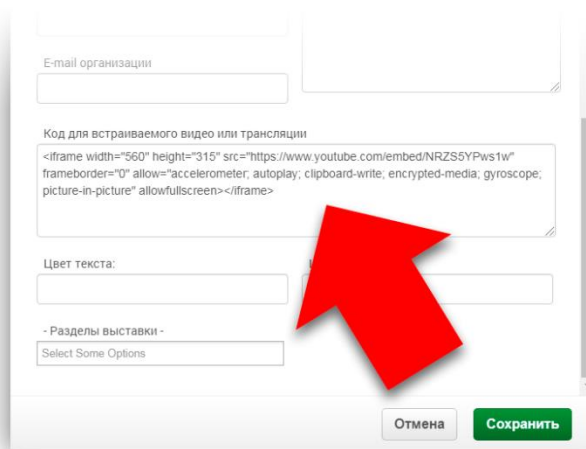 E-mail организации
Код для встраиваемого видео или трансляции
<iframe width="560" height="315" src="https://www.youtube.com/embed/NRZS5YPws1w"
frameborder="0" allow="accelerometer; autoplay; clipboard-write; encrypted-media; gyroscope;
picture-in-picture" allowfullscreen></iframe>
Цвет текста:
- Разделы выставки -
Select Some Options
Отмена
Сохранить